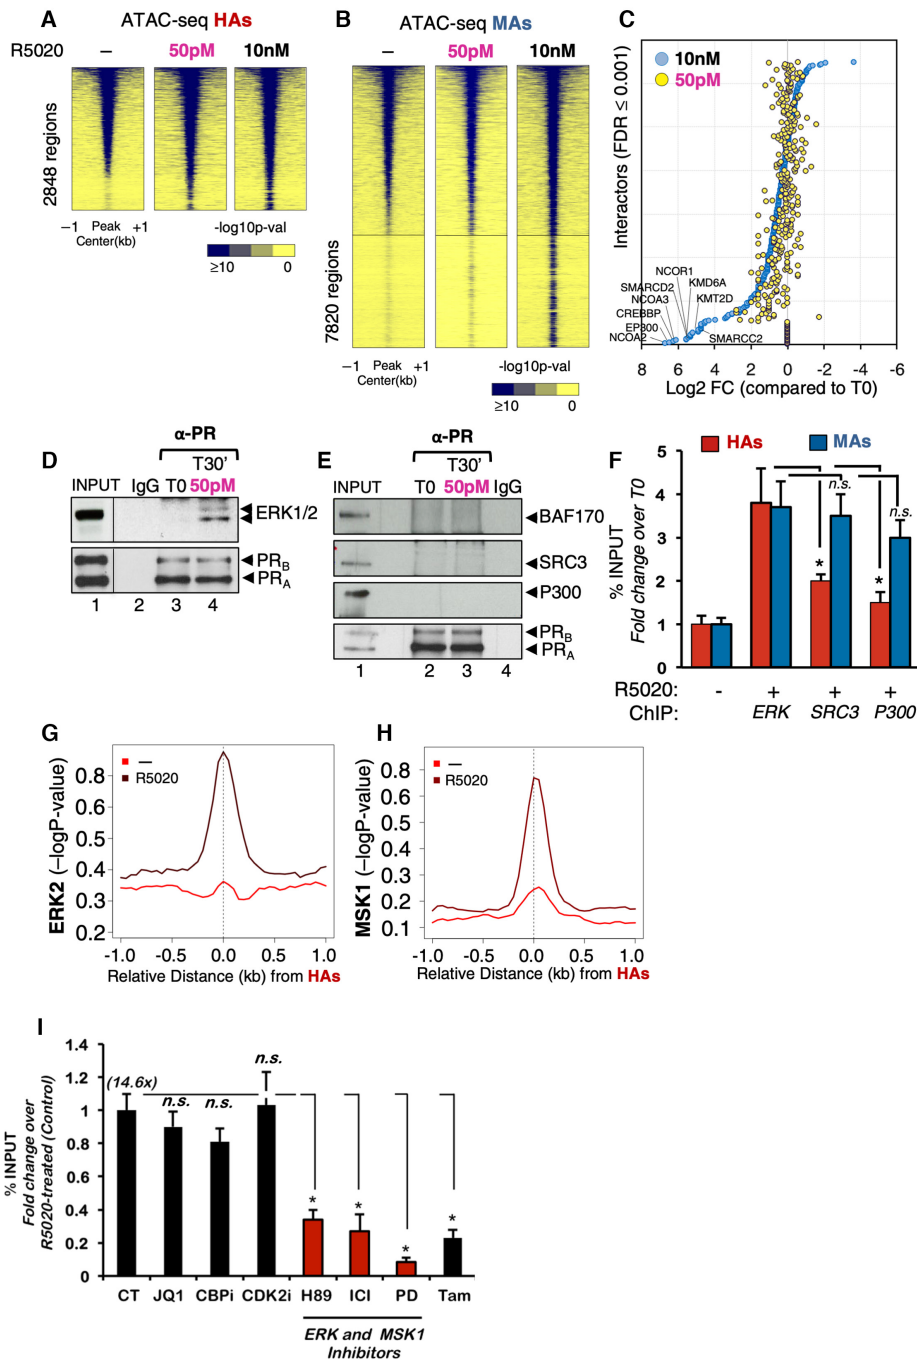 A
ATAC-seq HAs
R5020 – 50pM 10nM
2848 regions
–1 Peak +1
Center(kb)
-log10p-val
≥10 0
B
ATAC-seq MAs
– 50pM 10nM
7820 regions
–1 Peak +1
Center(kb)
-log10p-val
≥10 0
C
10nM
50pM
Interactors (FDR ≤ 0.001)
NCOR1
KMD6A
SMARCD2
NCOA3
KMT2D
CREBBP
EP300
SMARCC2
NCOA2
8 6 4 2 0 -2 -4 -6
Log2 FC (compared to T0)
D
α-PR
T30'
INPUT IgG T0 50pM
ERK1/2
PRB
PRA
1 2 3 4
E
α-PR
T30'
INPUT T0 50pM IgG
BAF170
SRC3
P300
PRB
PRA
1 2 3 4
F
HAs MAs
% INPUT
Fold change over T0
5
4
3
2
1
0
n.s.
n.s.
*
*
R5020: - + + +
ChIP: ERK SRC3 P300
G
–
R5020
ERK2 (–logP-value)
0.8
0.6
0.5
0.4
0.3
0.2
-1.0 -0.5 0.0 0.5 1.0
Relative Distance (kb) from HAs
H
–
R5020
MSK1 (–logP-value)
0.8
0.6
0.5
0.4
0.3
0.2
0.1
-1.0 -0.5 0.0 0.5 1.0
Relative Distance (kb) from HAs
I
% INPUT
Fold change over
R5020-treated (Control)
1.4
1.2
1
0.8
0.6
0.4
0.2
0
(14.6x)
n.s.
n.s.
n.s.
*
*
*
*
CT JQ1 CBPi CDK2i H89 ICI PD Tam
ERK and MSK1
Inhibitors